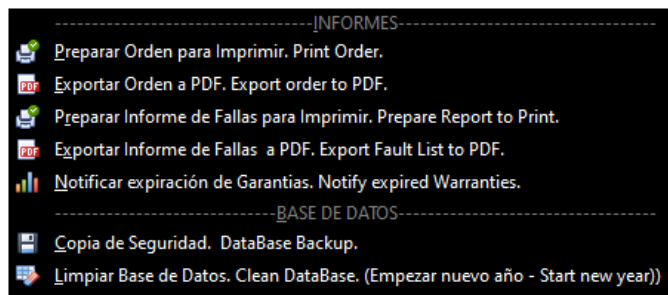 ------------------------------------INFORMES------------------------------------
Preparar Orden para Imprimir. Print Order.
PDF Exportar Orden a PDF. Export order to PDF.
Preparar Informe de Fallas para Imprimir. Prepare Report to Print.
PDF Exportar Informe de Fallas  a PDF. Export Fault List to PDF.
Notificar expiración de Garantias. Notify expired Warranties.
-------------------------------BASE DE DATOS------------------------------------
Copia de Seguridad.  DataBase Backup.
Limpiar Base de Datos. Clean DataBase. (Empezar nuevo año - Start new year))